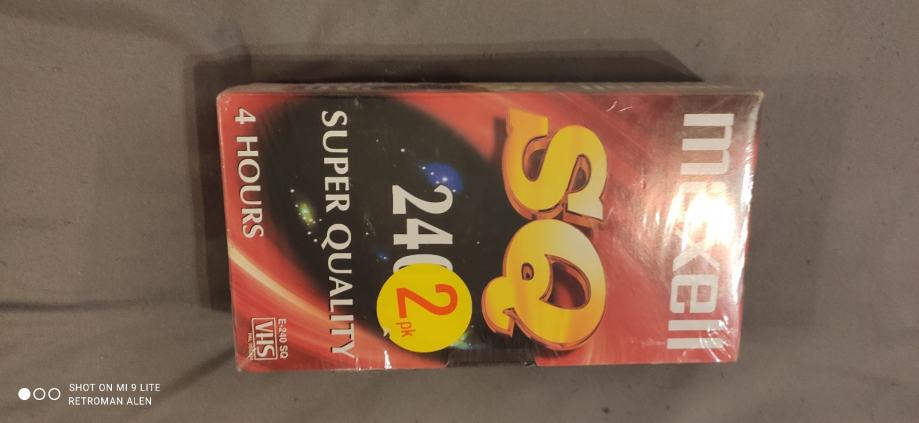 maxell
SQ
240
2
pk
SUPER QUALITY
4 HOURS
E-240 SQ
VHS
SHOT ON MI 9 LITE
RETROMAN ALEN